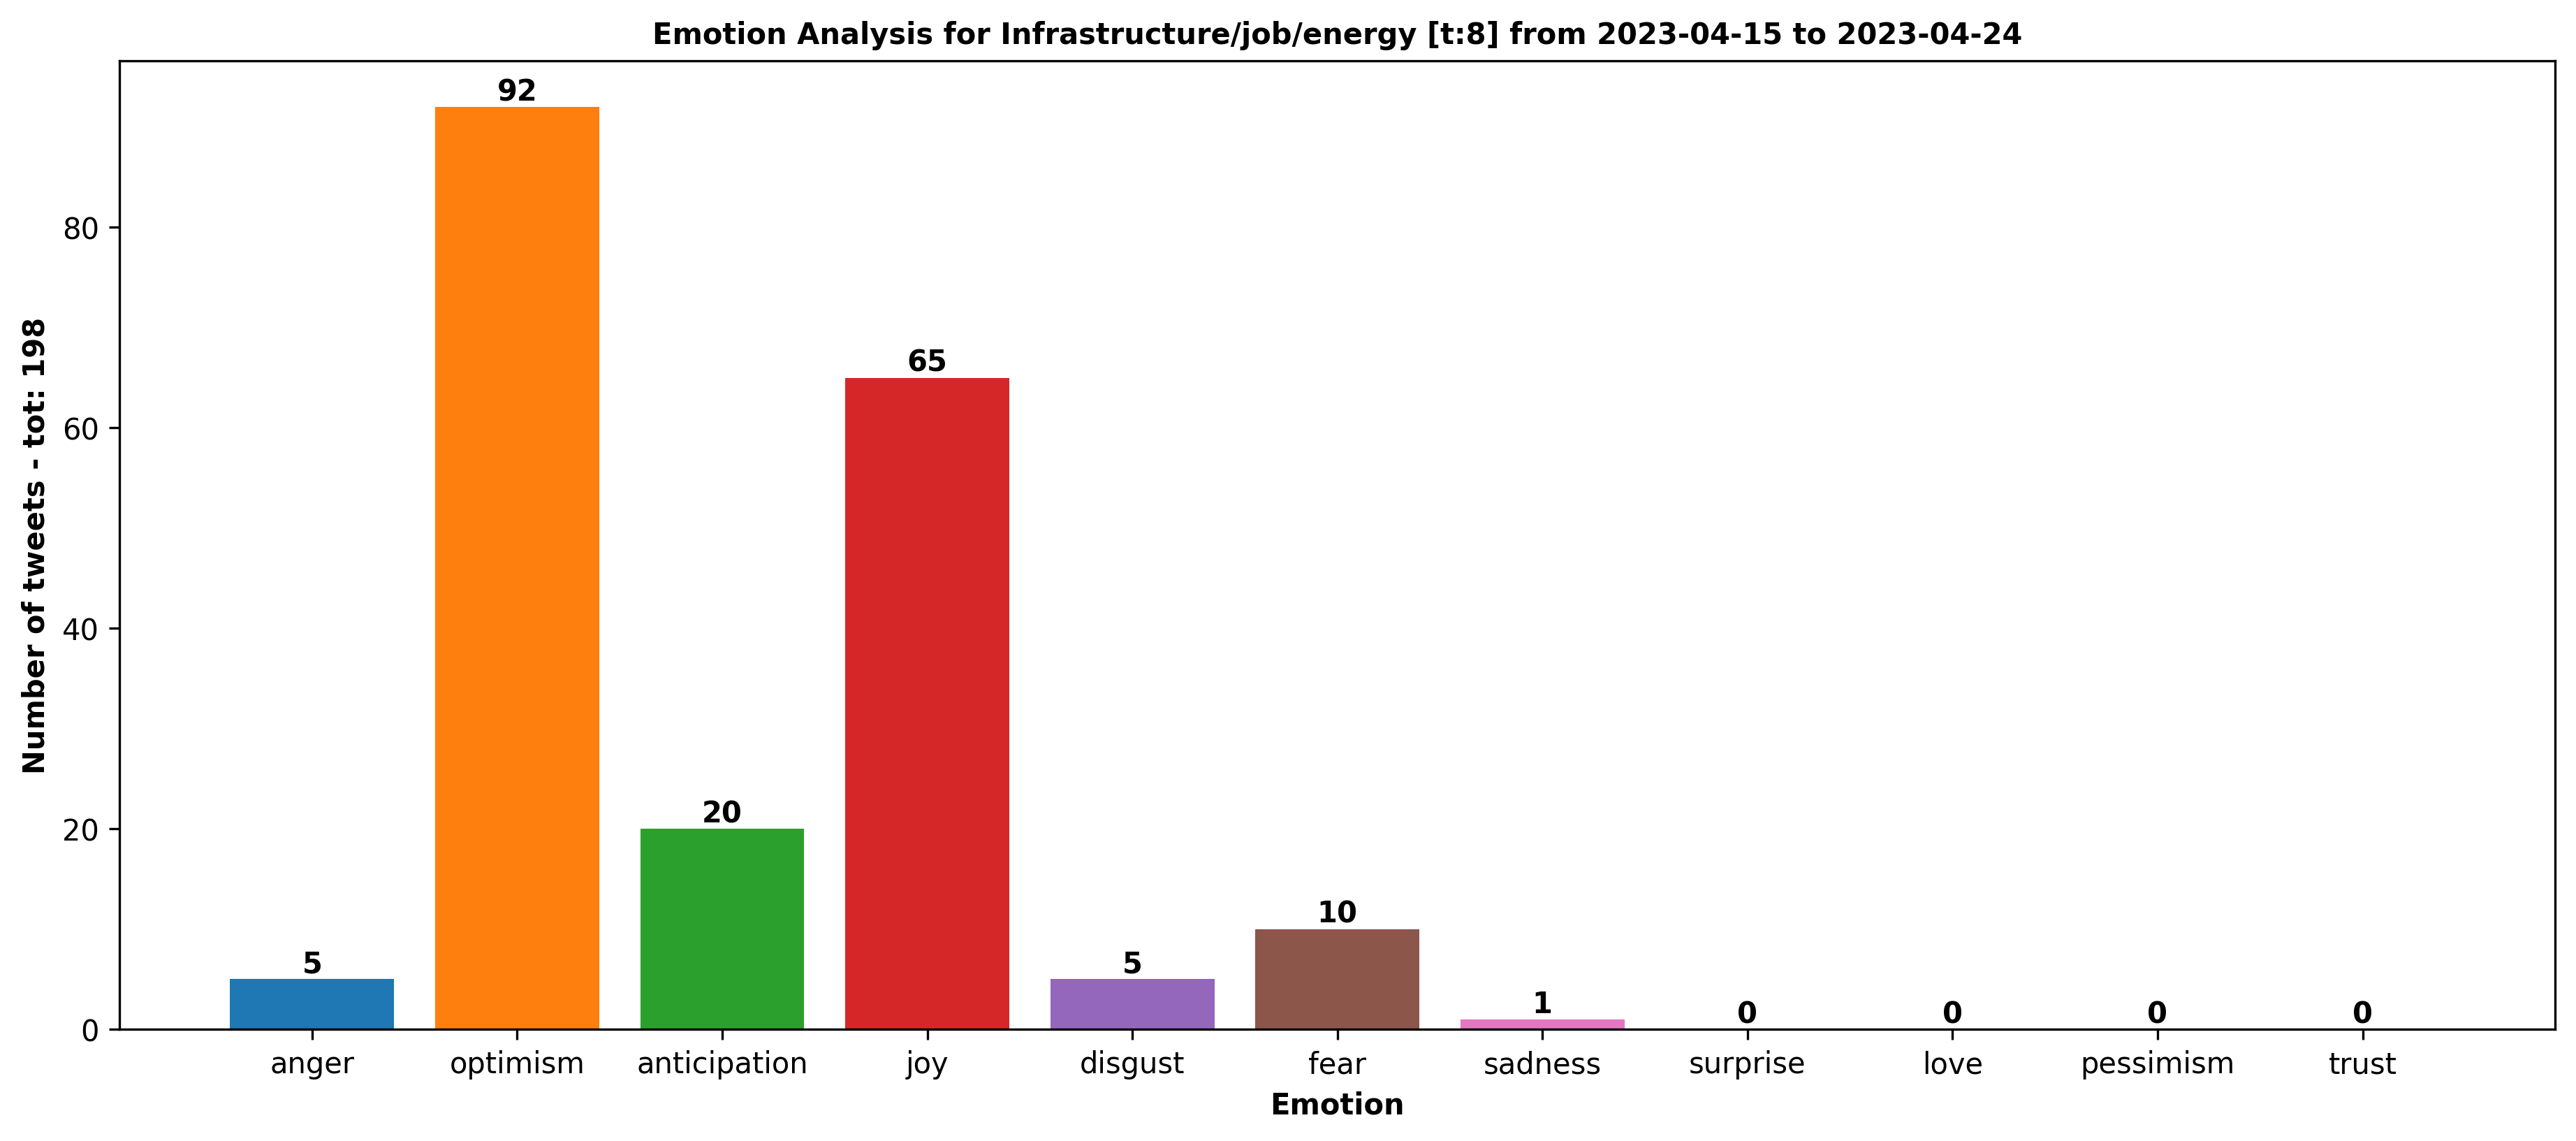 Emotion Analysis for Infrastructure/job/energy [t:8] from 2023-04-15 to 2023-04-24
Number of tweets - tot: 198
80
60
40
20
0
5
92
20
65
5
10
1
0
0
0
0
anger
optimism
anticipation
joy
disgust
fear
sadness
surprise
love
pessimism
trust
Emotion